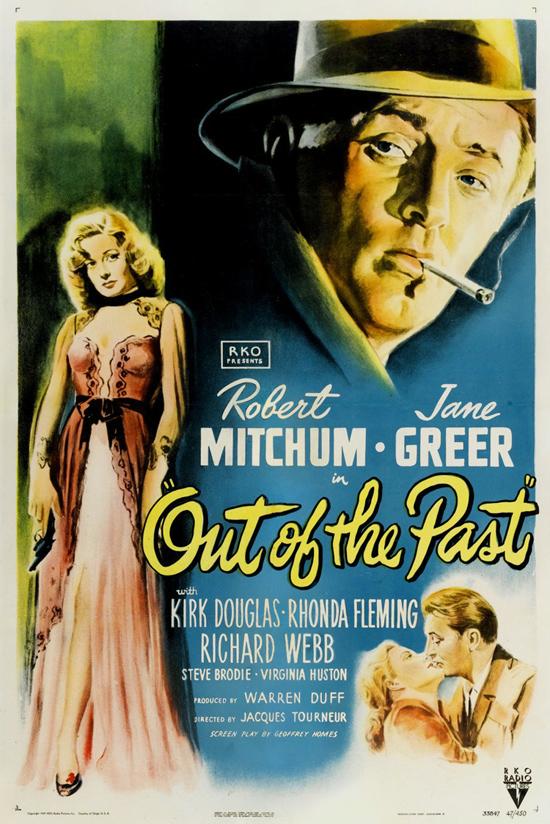 RKO
PRESENTS
Robert Jane
MITCHUM • GREER
in
"Out of the Past"
with
KIRK DOUGLAS • RHONDA FLEMING
RICHARD WEBB
STEVE BRODIE • VIRGINIA HUSTON
PRODUCED BY WARREN DUFF
DIRECTED BY JACQUES TOURNEUR
SCREEN PLAY BY GEOFFREY HOMES
RKO
RADIO
PICTURES
33847 47/450